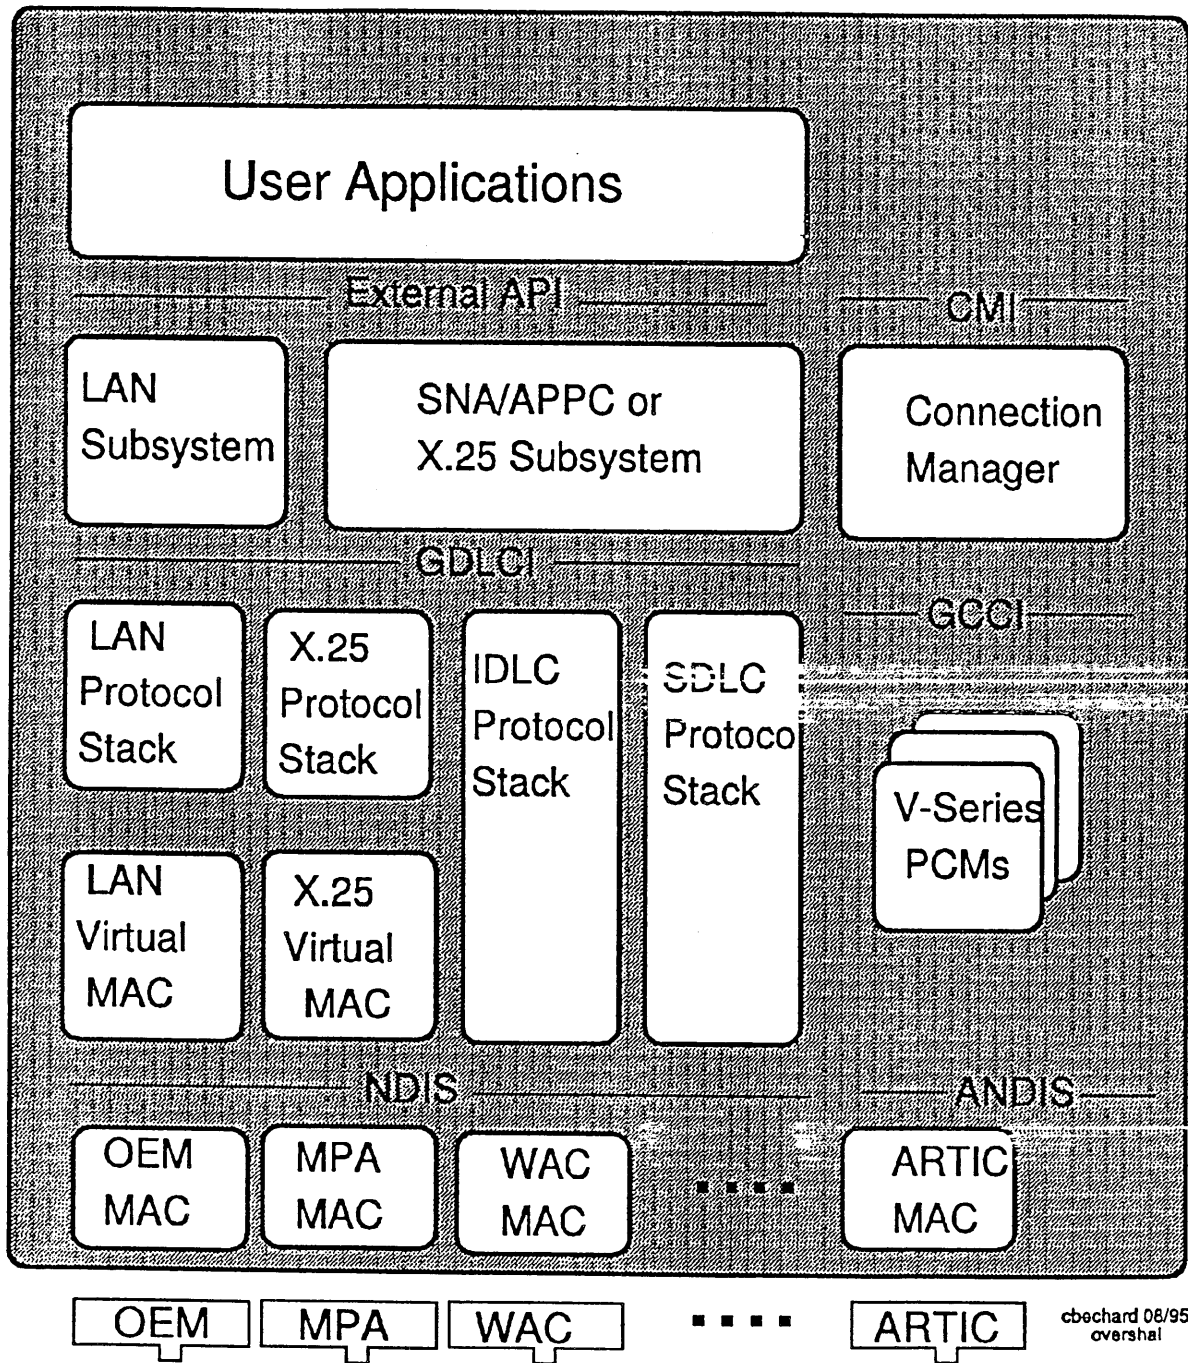 User Applications
External API
CMI
LAN
Subsystem
SNA/APPC or
X.25 Subsystem
Connection
Manager
GDLCI
GCCI
LAN
Protocol
Stack
X.25
Protocol
Stack
IDLC
Protocol
Stack
SDLC
Protoco
Stack
V-Series
PCMs
LAN
Virtual
MAC
X.25
Virtual
MAC
NDIS
ANDIS
OEM
MAC
MPA
MAC
WAC
MAC
ARTIC
MAC
OEM
MPA
WAC
ARTIC
cbechard 08/95
overshal